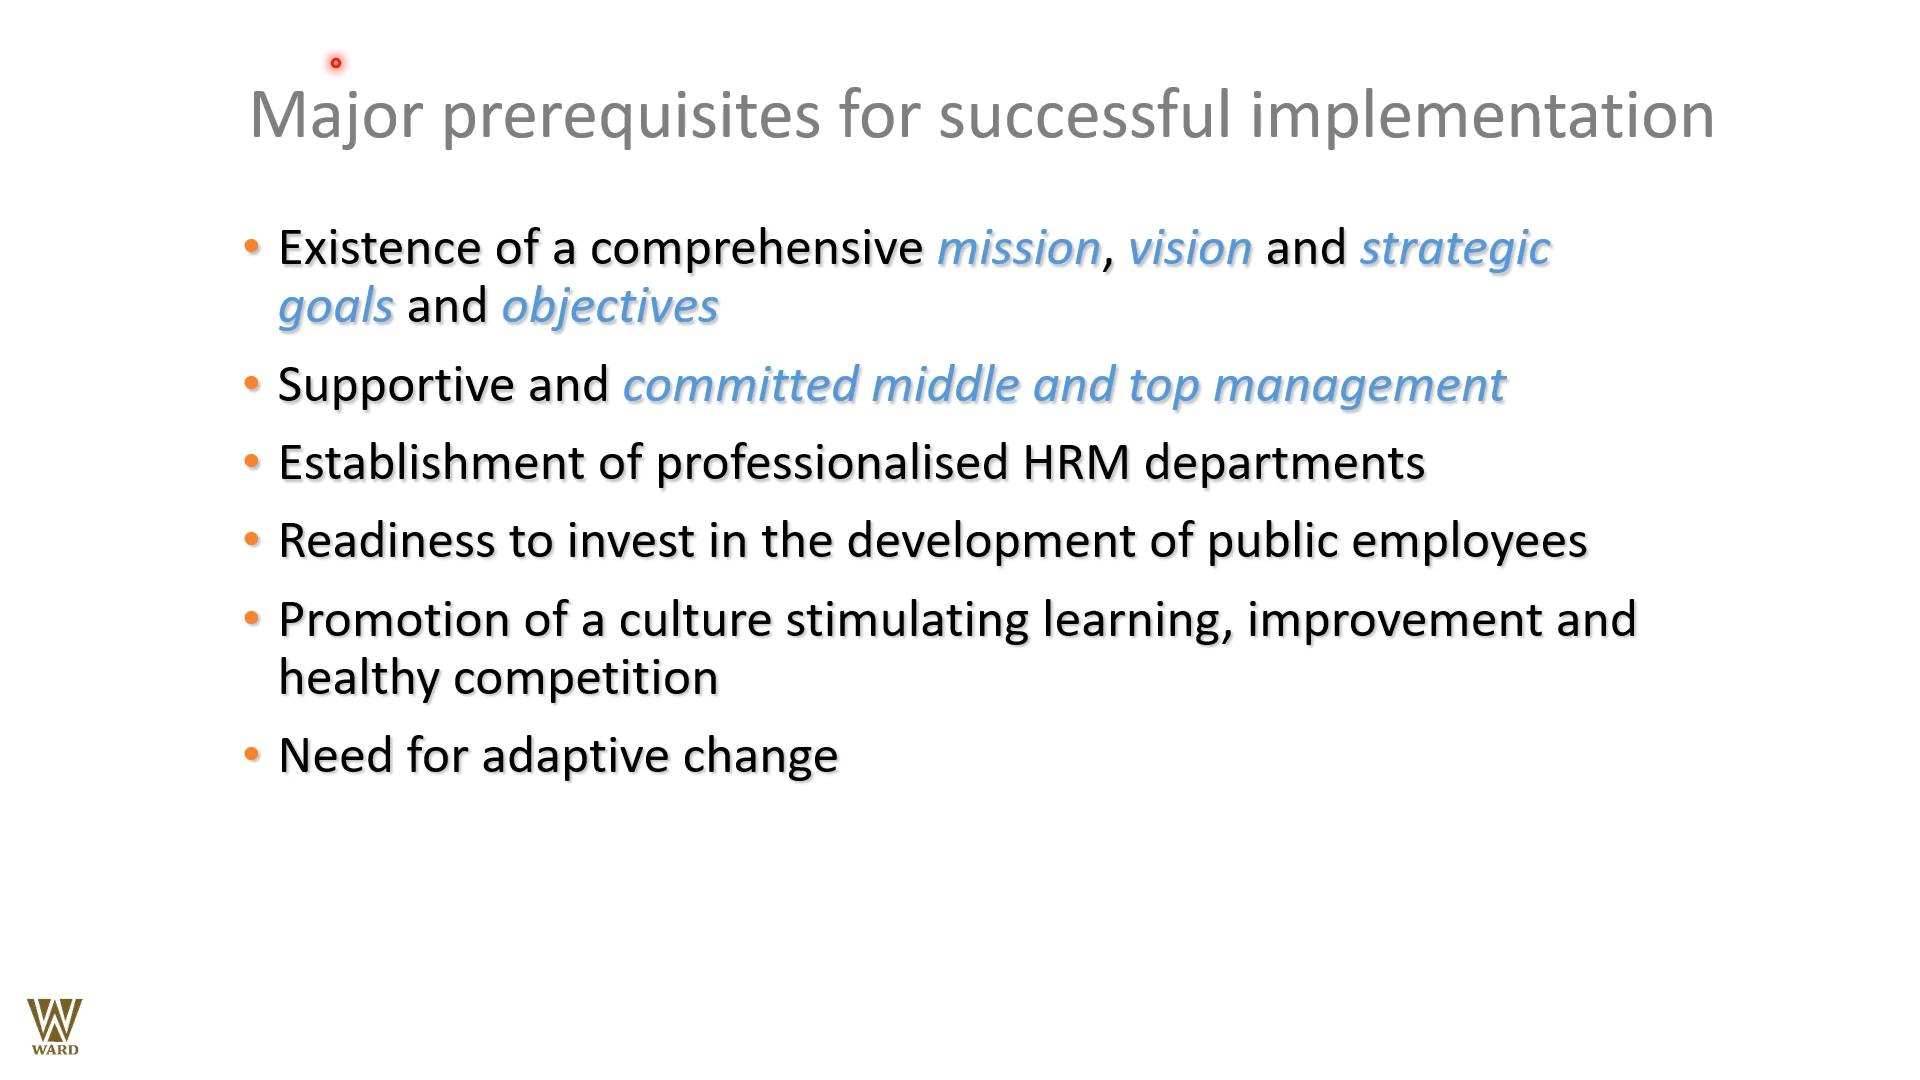 Major prerequisites for successful implementation
• Existence of a comprehensive mission, vision and strategic
goals and objectives
• Supportive and committed middle and top management
• Establishment of professionalised HRM departments
• Readiness to invest in the development of public employees
• Promotion of a culture stimulating learning, improvement and
healthy competition
• Need for adaptive change
WARD